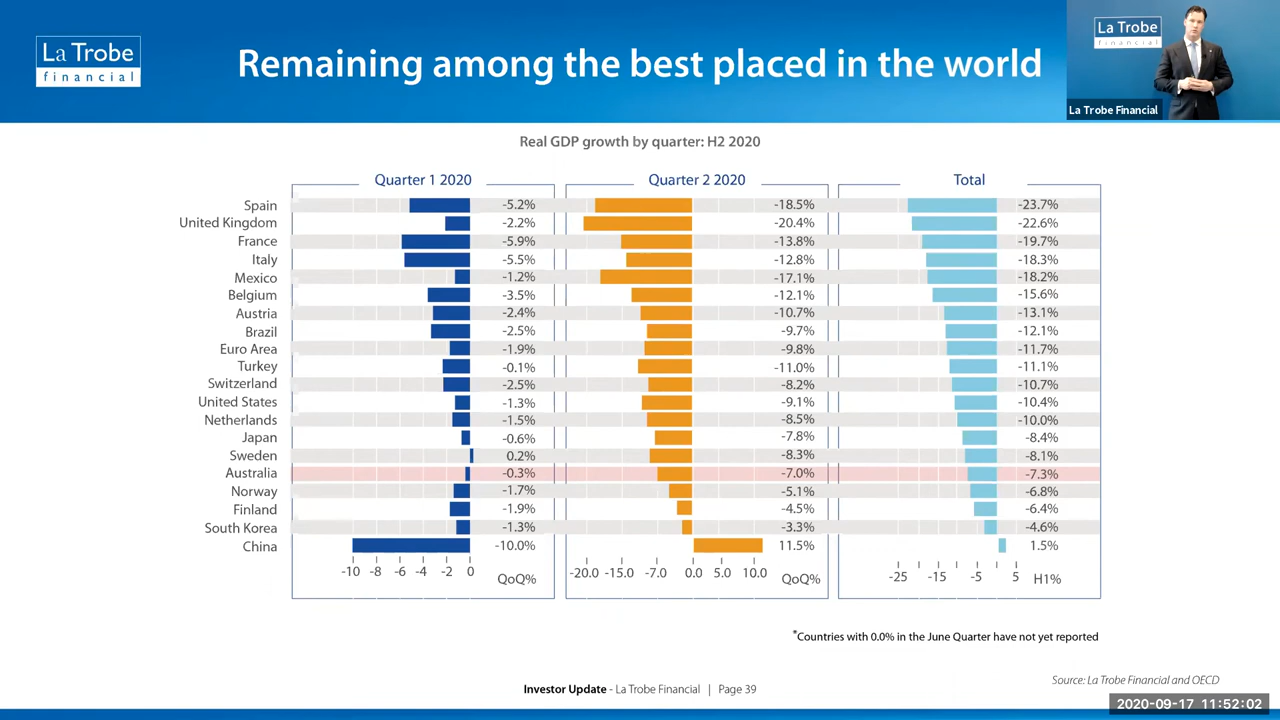 La Trobe
financial
Remaining among the best placed in the world
La Trobe
financial
La Trobe Financial
Real GDP growth by quarter: H2 2020
Quarter 1 2020 Quarter 2 2020 Total
Spain -5.2% -18.5% -23.7%
United Kingdom -2.2% -20.4% -22.6%
France -5.9% -13.8% -19.7%
Italy -5.5% -12.8% -18.3%
Mexico -1.2% -17.1% -18.2%
Belgium -3.5% -12.1% -15.6%
Austria -2.4% -10.7% -13.1%
Brazil -2.5% -9.7% -12.1%
Euro Area -1.9% -9.8% -11.7%
Turkey -0.1% -11.0% -11.1%
Switzerland -2.5% -8.2% -10.7%
United States -1.3% -9.1% -10.4%
Netherlands -1.5% -8.5% -10.0%
Japan -0.6% -7.8% -8.4%
Sweden 0.2% -8.3% -8.1%
Australia -0.3% -7.0% -7.3%
Norway -1.7% -5.1% -6.8%
Finland -1.9% -4.5% -6.4%
South Korea -1.3% -3.3% -4.6%
China -10.0% 11.5% 1.5%
-10 -8 -6 -4 -2 0 QoQ% -20.0 -15.0 -7.0 0.0 5.0 10.0 QoQ% -25 -15 -5 5 H1%
*Countries with 0.0% in the June Quarter have not yet reported
Investor Update - La Trobe Financial | Page 39
Source: La Trobe Financial and OECD
2020-09-17 11:52:02